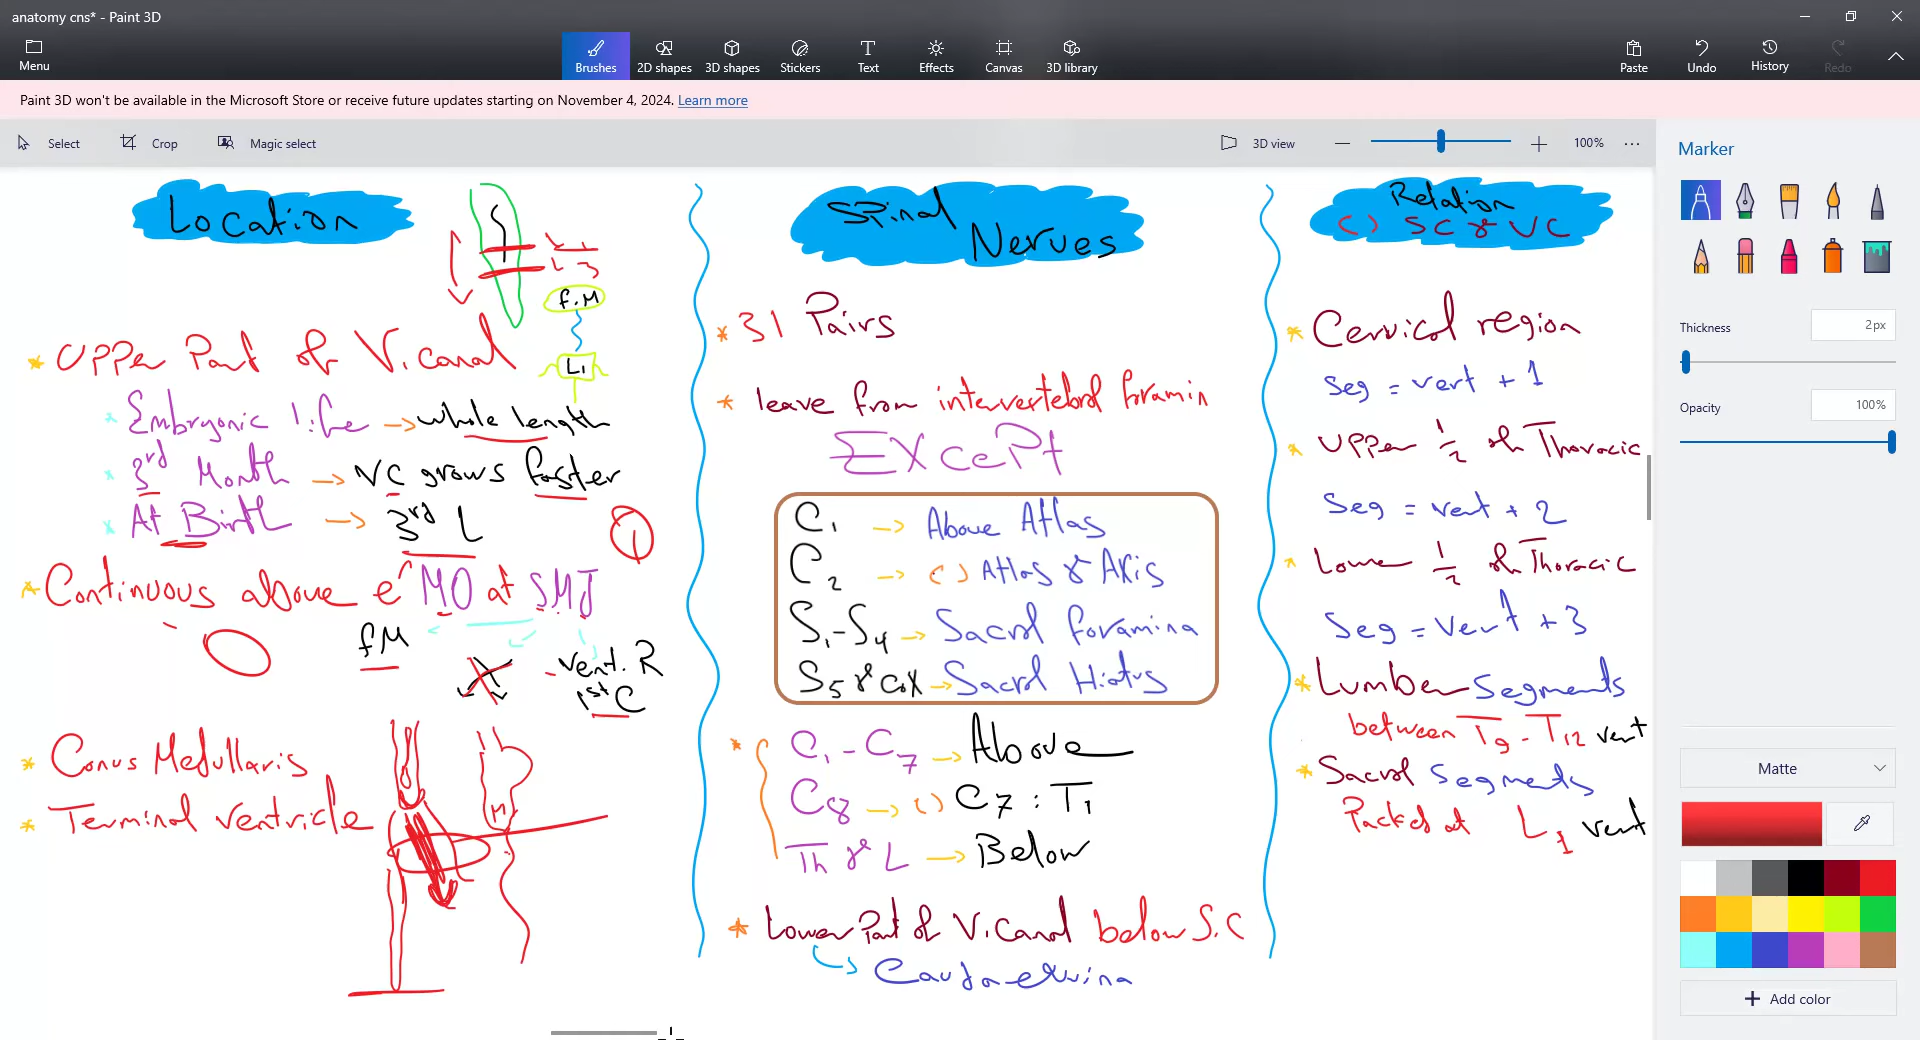 anatomy cns* - Paint 3D
Menu
Brushes
2D shapes
3D shapes
Stickers
Text
Effects
Canvas
3D library
Paste
Undo
History
Redo
Paint 3D won't be available in the Microsoft Store or receive future updates starting on November 4, 2024. Learn more
Select
Crop
Magic select
3D view
100%
Location
L1
L3
f.M
L1
* Upper Part of V.canal
* Embryonic life → whole length
* 3rd Month → VC grows faster
* At Birth → 3rd L
1
* Continuous above e MO at SMJ
fM
X
- vent. R
1st C
* Conus Medullaris
* Terminal ventricle
M
Spinal
Nerves
* 31 Pairs
* leave from intervertebral foramin
EXCePt
C1 → Above Atlas
C2 → ( ) Atlas & Axis
S1-S4 → Sacral foramina
S5 & cox → Sacral Hiatus
* C1 - C7 → Above
C8 → ( ) C7 : T1
Th & L → Below
* Lower Part of V.Canal below S.C
Cauda equina
Relation
( ) SC & VC
* Cervical region
Seg = vert + 1
* Upper 1/2 of Thoracic
Seg = vert + 2
* Lower 1/2 of Thoracic
Seg = vert + 3
* Lumber Segments
between T9 - T12 vert
* Sacral Segments
Packed at L1 vert
Marker
Thickness
2px
Opacity
100%
Matte
+ Add color